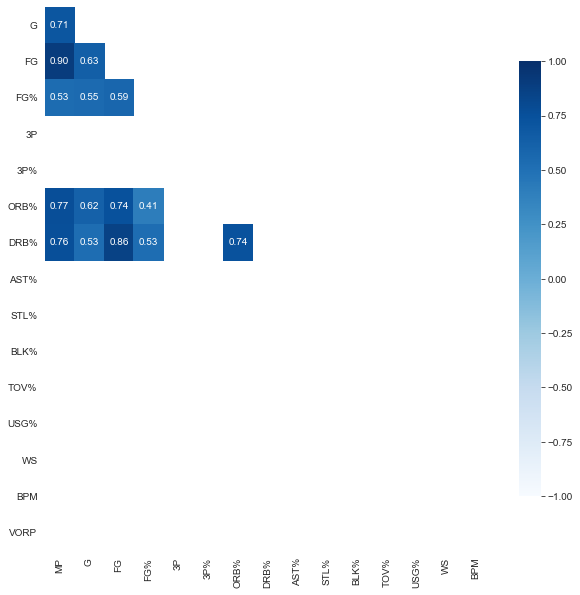 G 0.71
FG 0.90 0.63
FG% 0.53 0.55 0.59
3P
3P%
ORB% 0.77 0.62 0.74 0.41
DRB% 0.76 0.53 0.86 0.53 0.74
AST%
STL%
BLK%
TOV%
USG%
WS
BPM
VORP
MP G FG FG% 3P 3P% ORB% DRB% AST% STL% BLK% TOV% USG% WS BPM
1.00
0.75
0.50
0.25
0.00
−0.25
−0.50
−0.75
−1.00